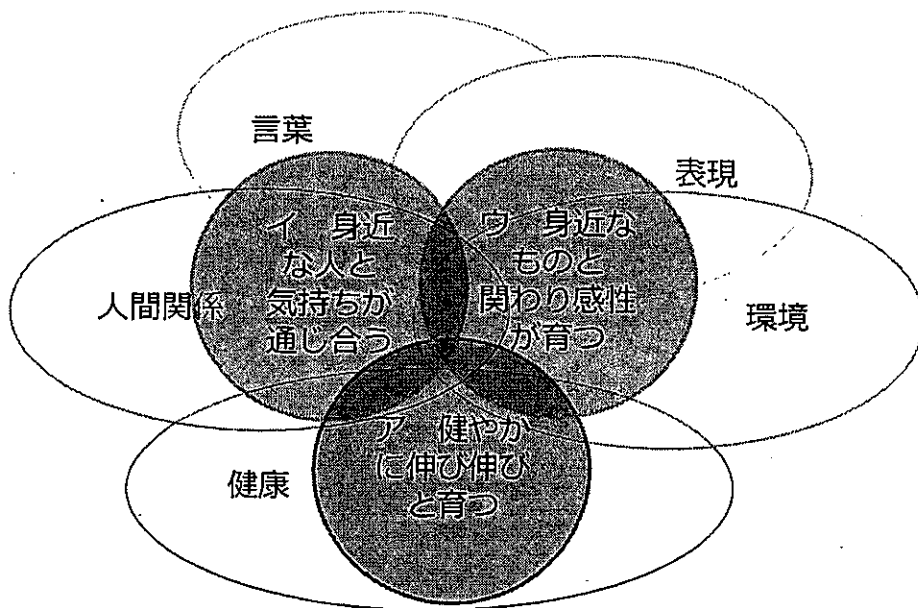 言葉
表現
イ 身近
な人と
気持ちが
通じ合う
ウ 身近な
ものと
関わり感性
が育つ
人間関係
環境
ア 健やか
に伸び伸び
と育つ
健康